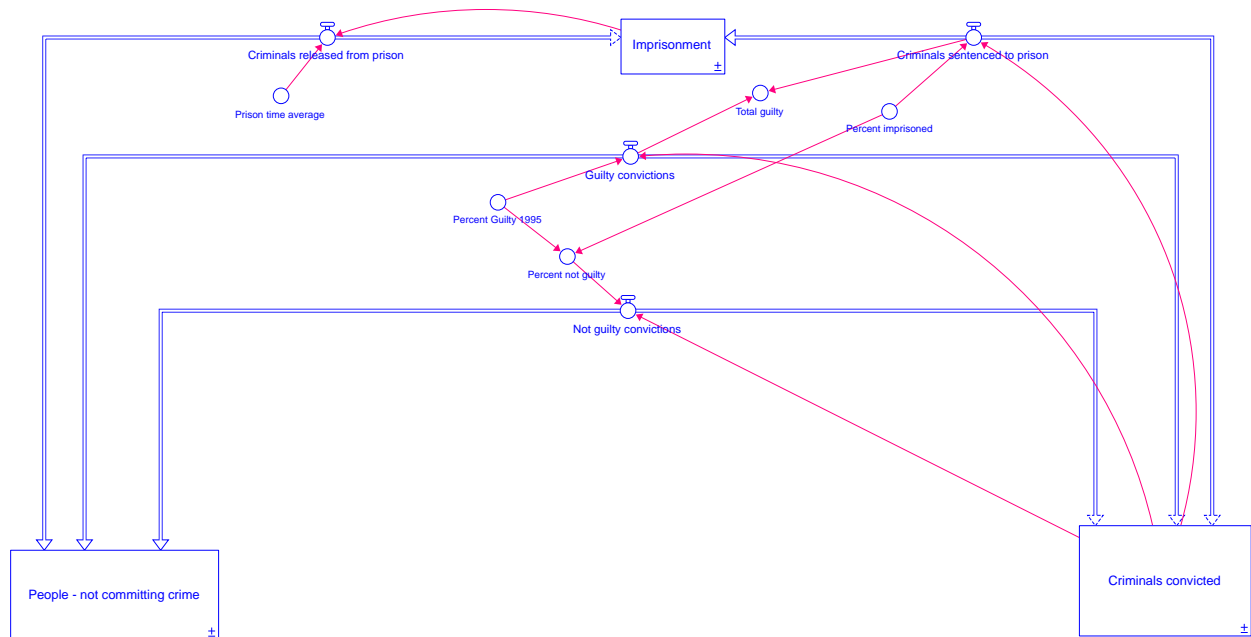 Imprisonment
±
Criminals released from prison
Criminals sentenced to prison
Prison time average
Total guilty
Percent imprisoned
Guilty convictions
Percent Guilty 1995
Percent not guilty
Not guilty convictions
People - not committing crime
±
Criminals convicted
±